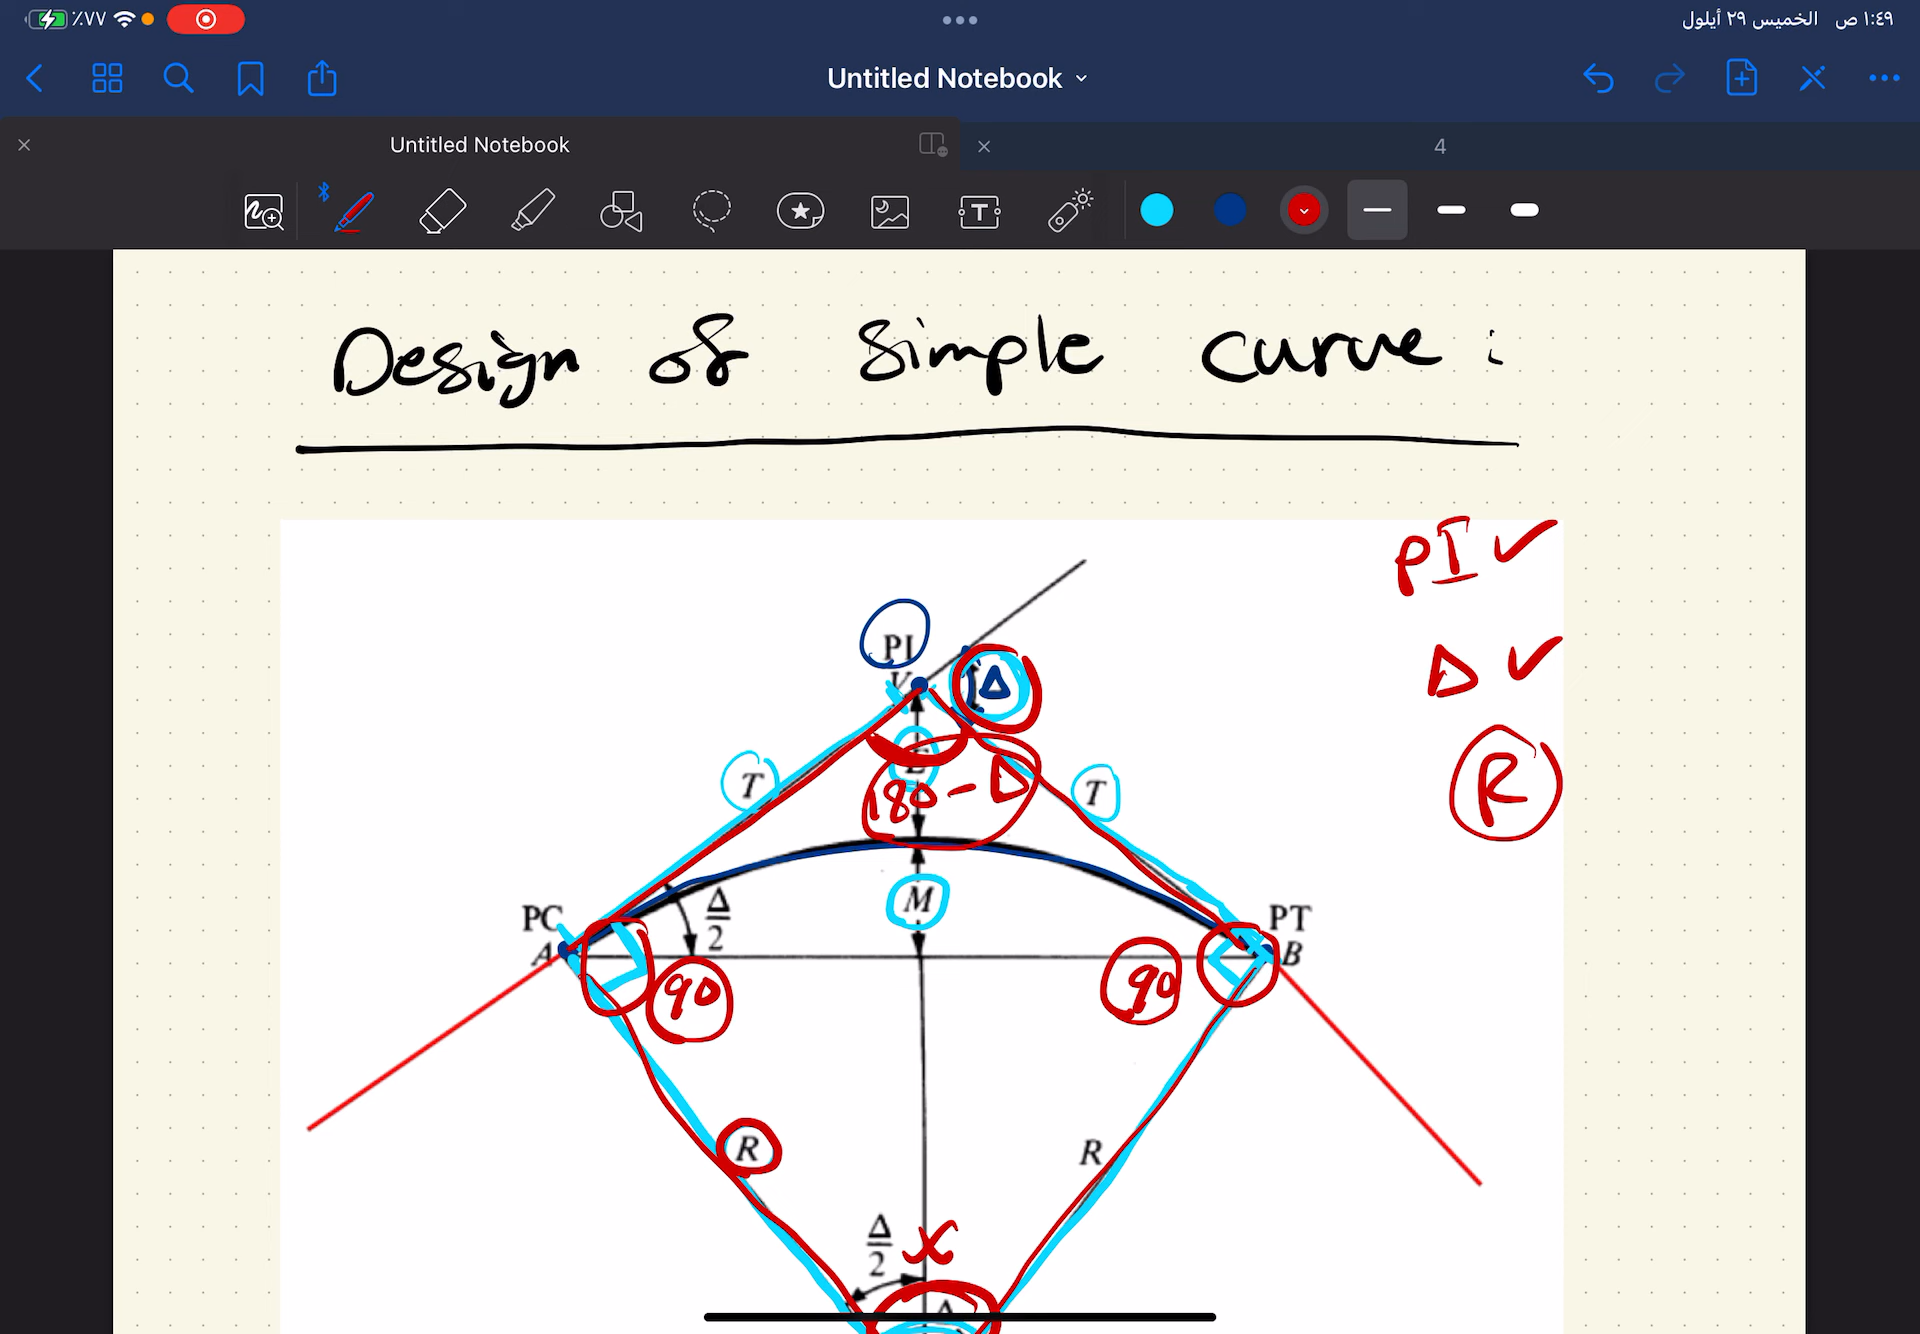 ٪٧٧ الخميس ٢٩ أيلول ١:٤٩ ص
Untitled Notebook
Untitled Notebook
4
T
Design of Simple curve :
PI ✓
PI
V Δ
Δ ✓
E
T 180 - Δ T
R
PC Δ/2 M PT
A B
90 90
R R
Δ/2 x
Δ